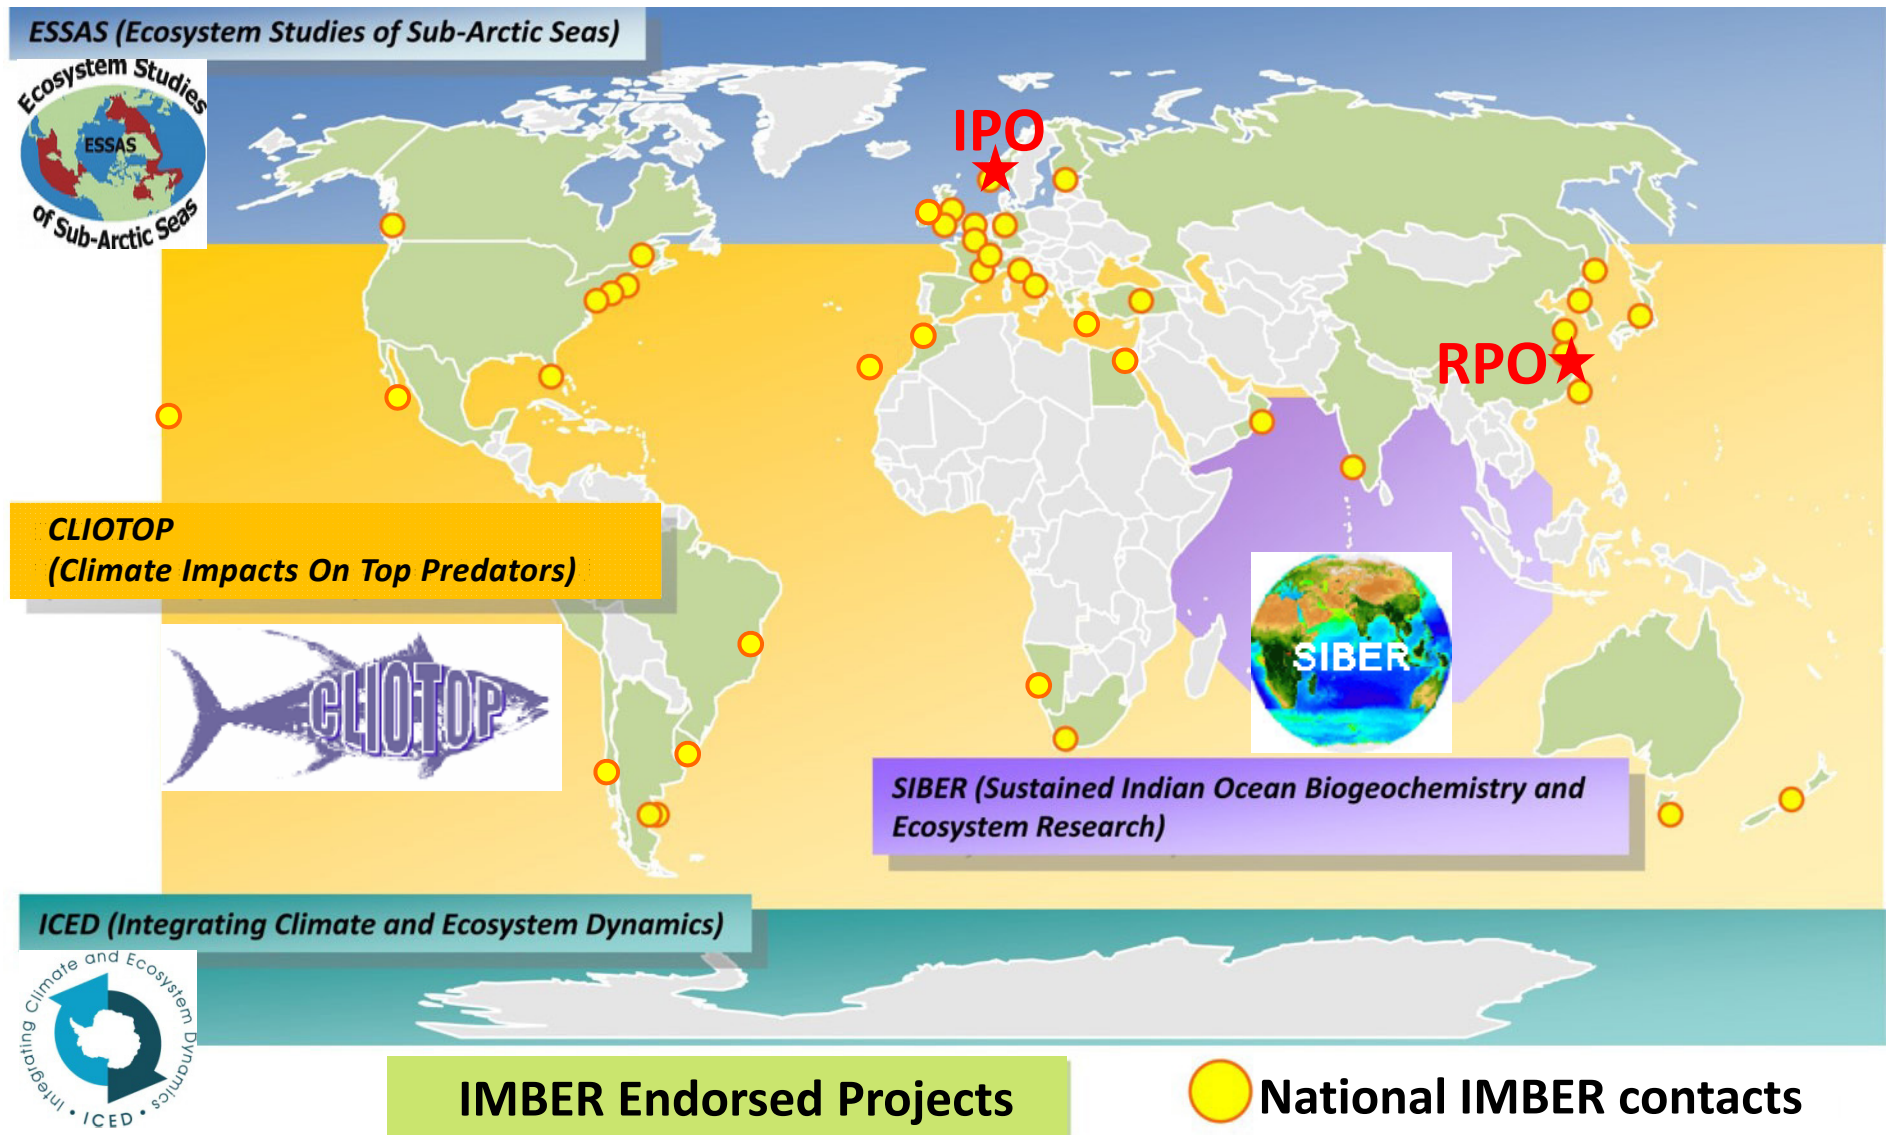 ESSAS (Ecosystem Studies of Sub-Arctic Seas)
Ecosystem Studies
ESSAS
of Sub-Arctic Seas
IPO
RPO
CLIOTOP
(Climate Impacts On Top Predators)
CLIOTOP
SIBER
SIBER (Sustained Indian Ocean Biogeochemistry and
Ecosystem Research)
ICED (Integrating Climate and Ecosystem Dynamics)
Integrating Climate and Ecosystem Dynamics
• ICED •
IMBER Endorsed Projects
National IMBER contacts